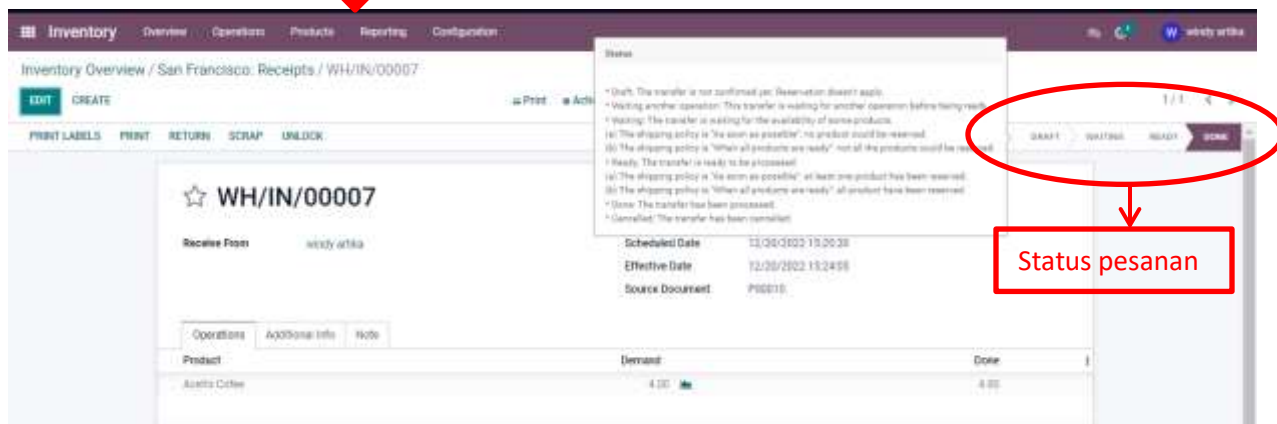 Inventory Overview Operations Products Reporting Configuration windy artika
Inventory Overview / San Francisco: Receipts / WH/IN/00007
EDIT CREATE Print 1 / 1
PRINT LABELS PRINT RETURN SCRAP UNLOCK DRAFT WAITING READY DONE
Status
* Draft: The transfer is not confirmed yet. Reservation doesn't apply.
* Waiting another operation: This transfer is waiting for another operation before being ready.
* Waiting: The transfer is waiting for the availability of some products.
(a) The shipping policy is "As soon as possible": no product could be reserved.
(b) The shipping policy is "When all products are ready": not all the products could be reserved.
* Ready: The transfer is ready to be processed.
(a) The shipping policy is "As soon as possible": at least one product has been reserved.
(b) The shipping policy is "When all products are ready": all product have been reserved.
* Done: The transfer has been processed.
* Cancelled: The transfer has been cancelled.
WH/IN/00007
Receive From windy artika
Scheduled Date 12/20/2022 15:20:20
Effective Date 12/20/2022 15:24:05
Source Document P00010
Status pesanan
Operations Additional Info Note
Product Demand Done
Coffee 4.00 4.00